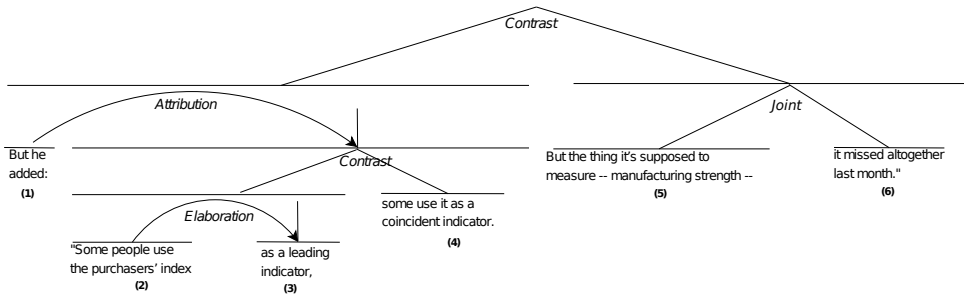 Contrast
Attribution
Joint
But he
added:
(1)
Contrast
But the thing it's supposed to
measure -- manufacturing strength --
(5)
it missed altogether
last month."
(6)
Elaboration
some use it as a
coincident indicator.
(4)
"Some people use
the purchasers' index
(2)
as a leading
indicator,
(3)